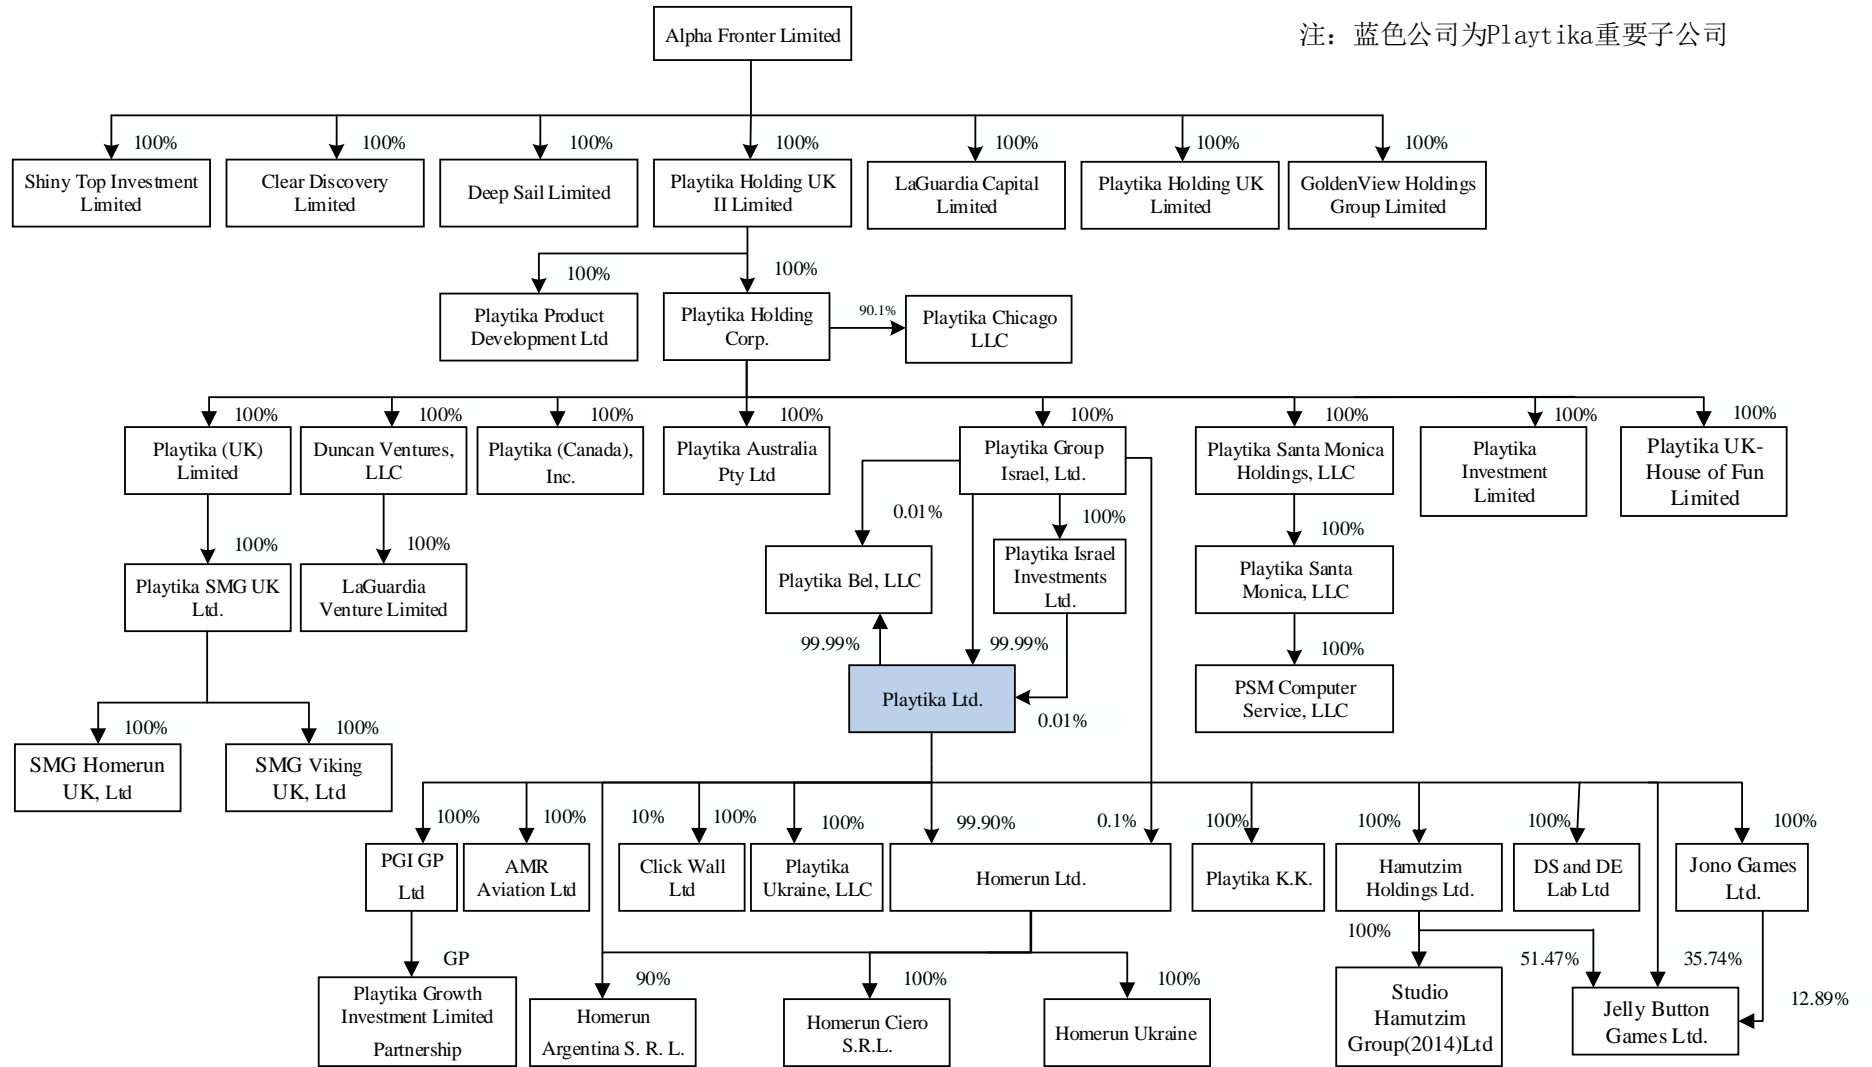 Alpha Fronter Limited
注：蓝色公司为Playtika重要子公司
100%
100%
100%
100%
100%
100%
100%
Shiny Top Investment
Limited
Clear Discovery
Limited
Deep Sail Limited
Playtika Holding UK
II Limited
LaGuardia Capital
Limited
Playtika Holding UK
Limited
GoldenView Holdings
Group Limited
100%
100%
Playtika Product
Development Ltd
Playtika Holding
Corp.
90.1%
Playtika Chicago
LLC
100%
100%
100%
100%
100%
100%
100%
100%
Playtika (UK)
Limited
Duncan Ventures,
LLC
Playtika (Canada),
Inc.
Playtika Australia
Pty Ltd
Playtika Group
Israel, Ltd.
Playtika Santa Monica
Holdings, LLC
Playtika
Investment
Limited
Playtika UK-
House of Fun
Limited
100%
100%
0.01%
100%
100%
Playtika SMG UK
Ltd.
LaGuardia
Venture Limited
Playtika Bel, LLC
Playtika Israel
Investments
Ltd.
Playtika Santa
Monica, LLC
99.99%
99.99%
100%
Playtika Ltd.
0.01%
PSM Computer
Service, LLC
100%
100%
SMG Homerun
UK, Ltd
SMG Viking
UK, Ltd
100%
100%
10%
100%
100%
99.90%
0.1%
100%
100%
100%
100%
PGI GP
Ltd
AMR
Aviation Ltd
Click Wall
Ltd
Playtika
Ukraine, LLC
Homerun Ltd.
Playtika K.K.
Hamutzim
Holdings Ltd.
DS and DE
Lab Ltd
Jono Games
Ltd.
GP
90%
100%
100%
100%
51.47%
35.74%
12.89%
Playtika Growth
Investment Limited
Partnership
Homerun
Argentina S. R. L.
Homerun Ciero
S.R.L.
Homerun Ukraine
Studio
Hamutzim
Group(2014)Ltd
Jelly Button
Games Ltd.